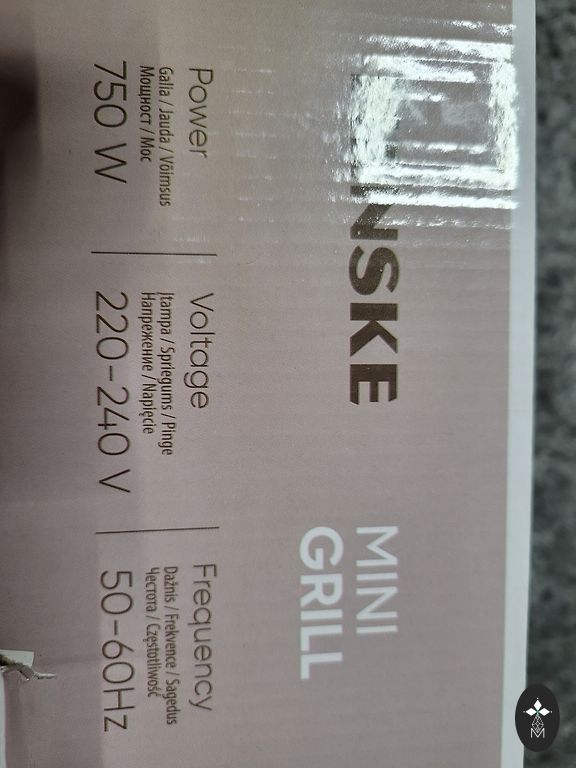 NSKE
MINI
GRILL
Power
Galia / Jauda / Võimsus
Мощност / Moc
750 W
Voltage
Įtampa / Spriegums / Pinge
Напрежение / Napięcie
220-240 V
Frequency
Dažnis / Frekvence / Sagedus
Честота / Częstotliwość
50-60Hz
M